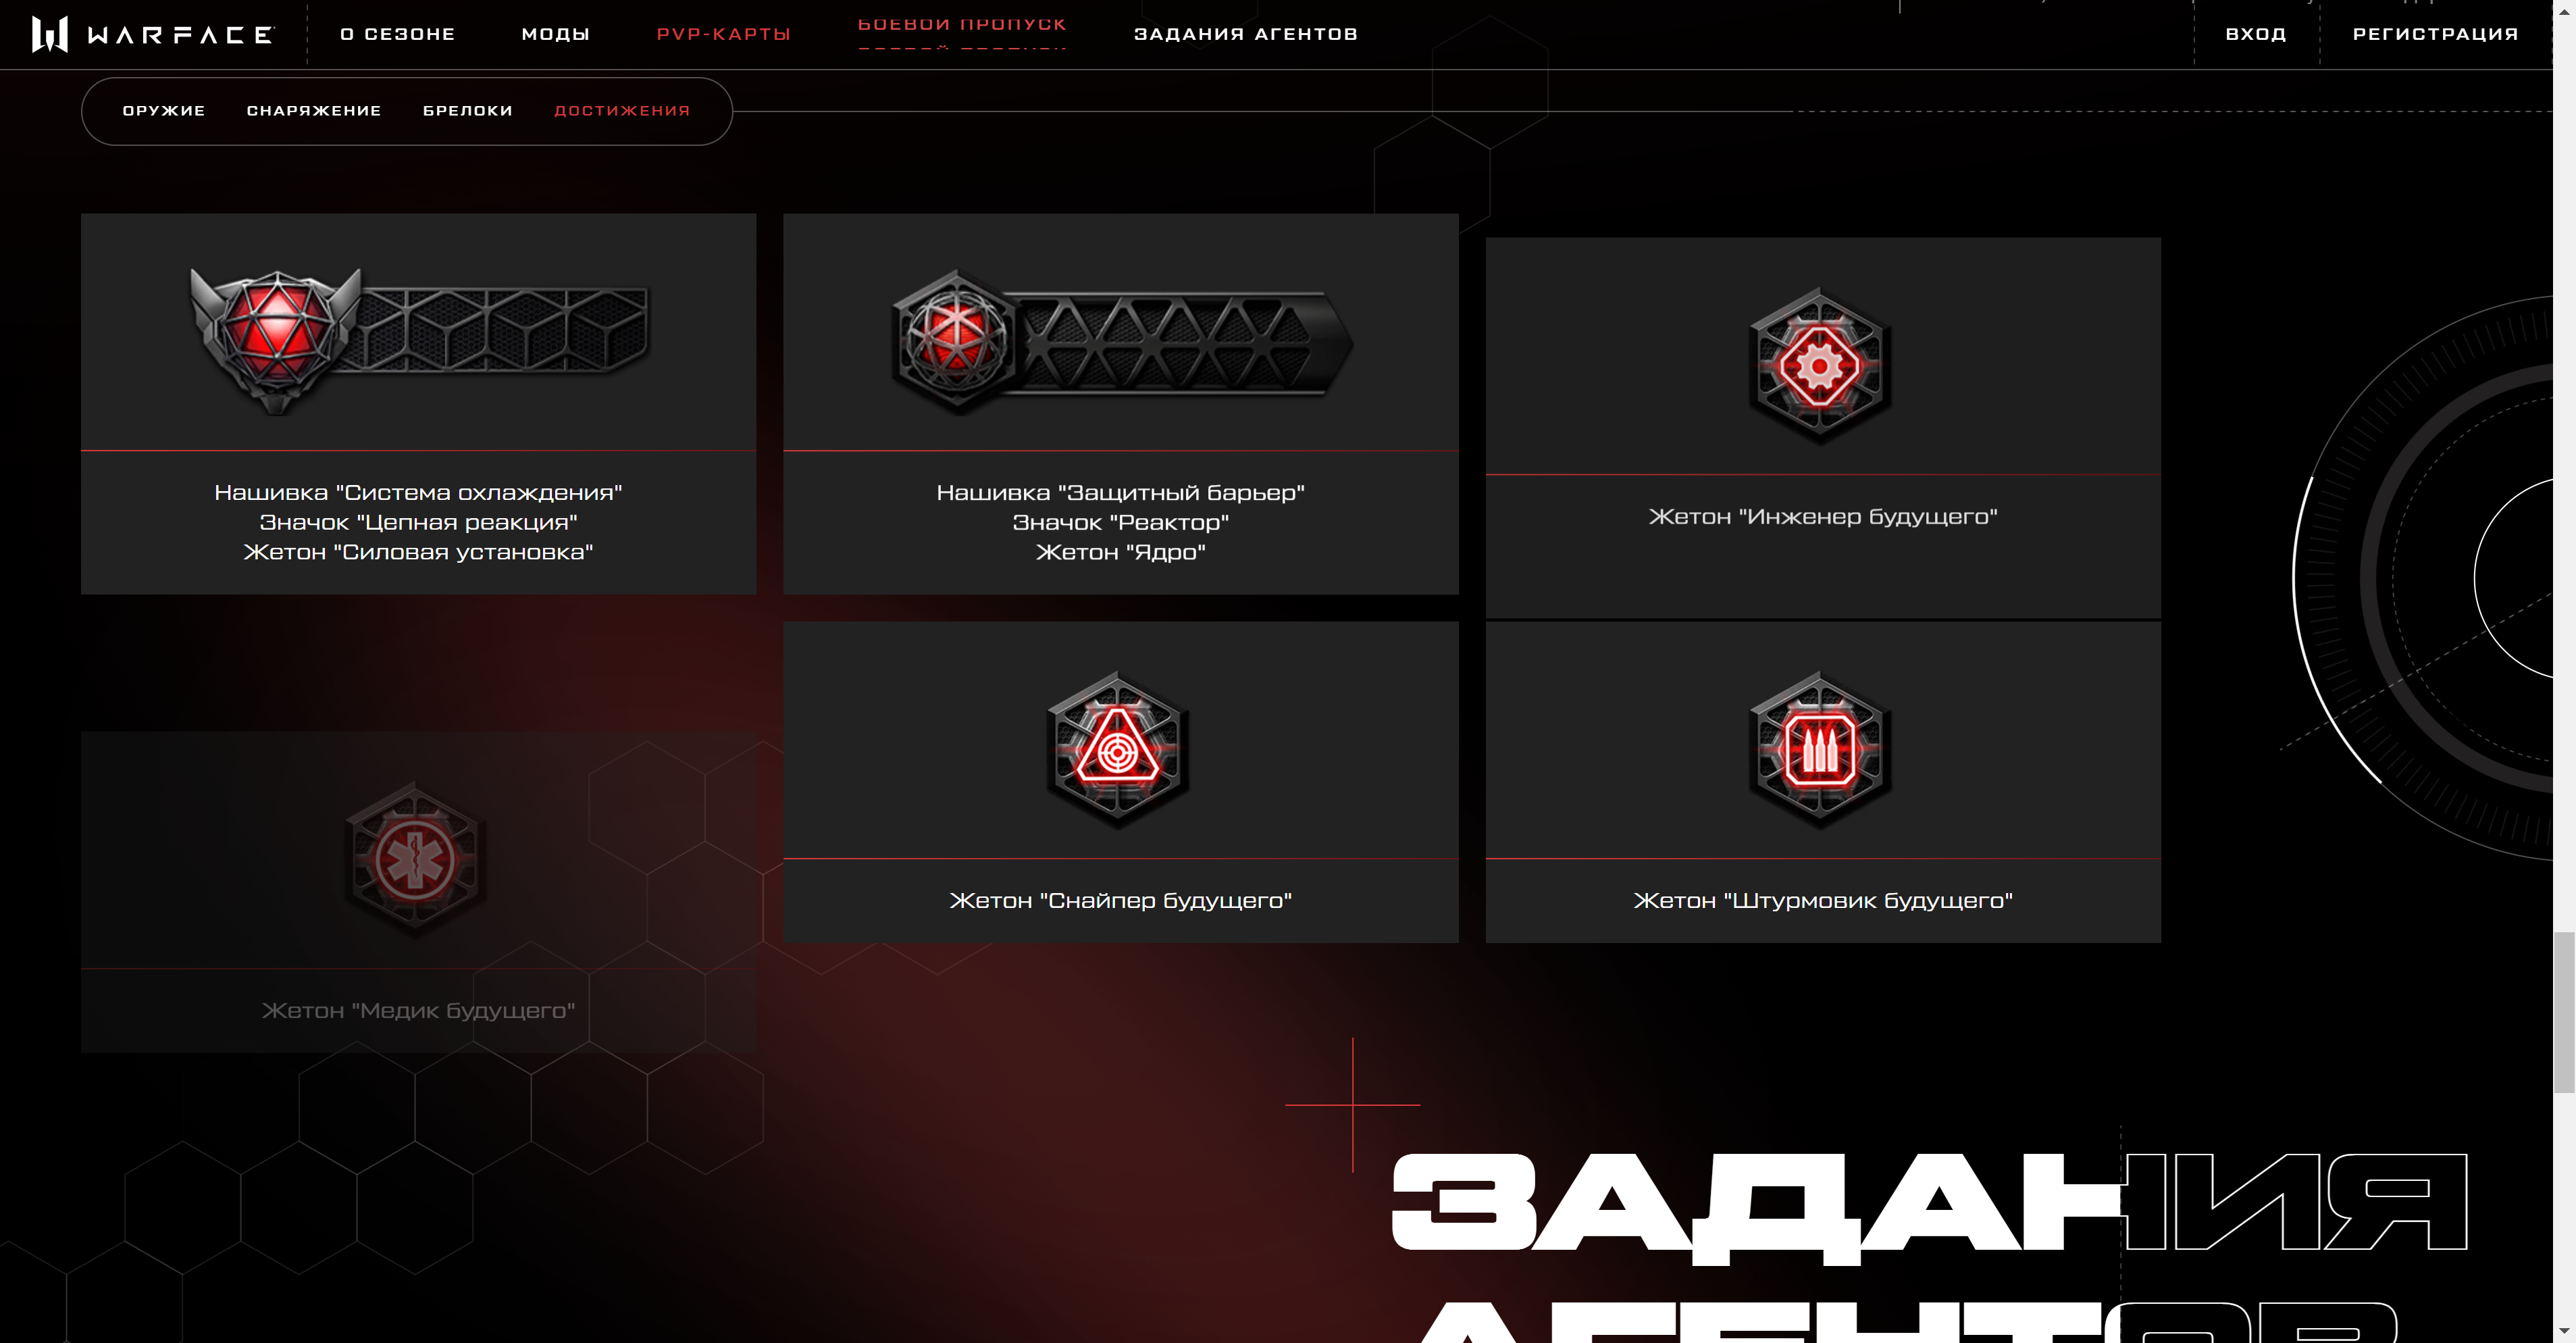 WARFACE
О СЕЗОНЕ
МОДЫ
PVP-КАРТЫ
БОЕВОЙ ПРОПУСК
ЗАДАНИЯ АГЕНТОВ
ВХОД
РЕГИСТРАЦИЯ
ОРУЖИЕ
СНАРЯЖЕНИЕ
БРЕЛОКИ
ДОСТИЖЕНИЯ
Нашивка "Система охлаждения"
Значок "Цепная реакция"
Жетон "Силовая установка"
Нашивка "Защитный барьер"
Значок "Реактор"
Жетон "Ядро"
Жетон "Инженер будущего"
Жетон "Медик будущего"
Жетон "Снайпер будущего"
Жетон "Штурмовик будущего"
ЗАДАНИЯ
АГЕНТОВ